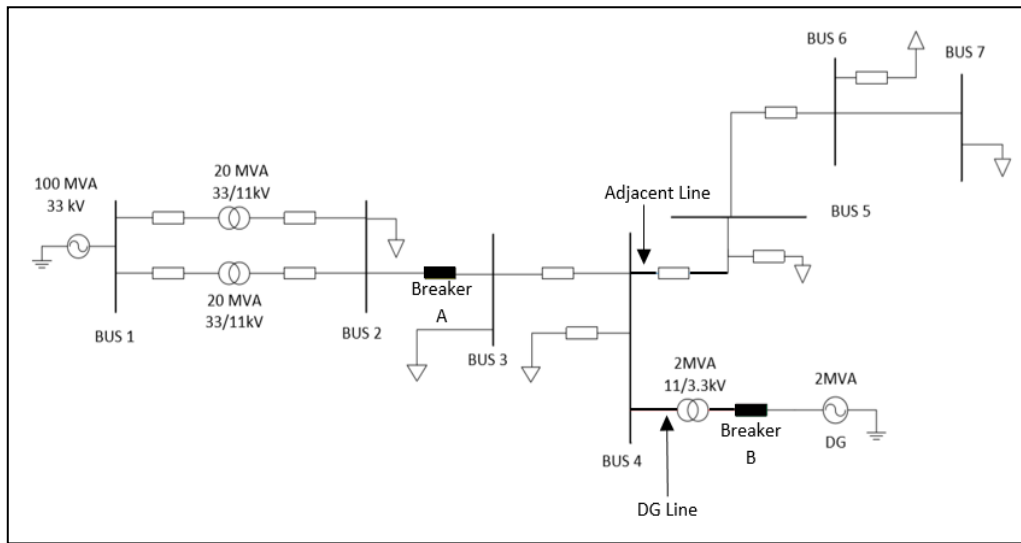 BUS 6
BUS 7
20 MVA
33/11kV
100 MVA
33 kV
Adjacent Line
BUS 5
Breaker
A
20 MVA
33/11kV
BUS 1
BUS 2
BUS 3
2MVA
11/3.3kV
2MVA
Breaker
B
DG
BUS 4
DG Line